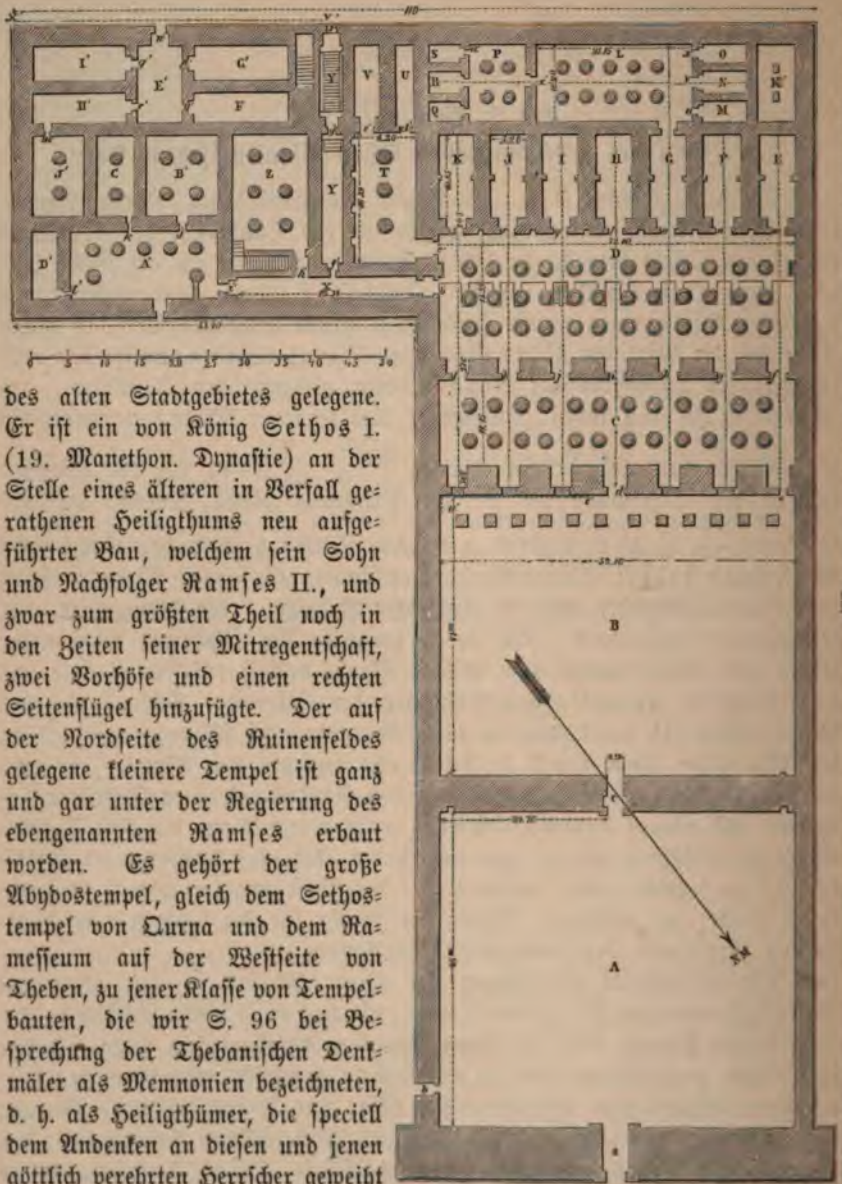 110
I' G' Y' V U S P L O
E' R N K'
H' F Q M
K J I H G F E
J' C B' Z Y T
D
D' A'
X
C
0 5 10 15 20 25 30 35 40 45 50
B
NM
A
a
des alten Stadtgebietes gelegene.
Er iſt ein von König Sethos I.
(19. Manethon. Dynaſtie) an der
Stelle eines älteren in Verfall ge⸗
rathenen Heiligthums neu aufge⸗
führter Bau, welchem ſein Sohn
und Nachfolger Ramſes II., und
zwar zum größten Theil noch in
den Zeiten ſeiner Mitregentſchaft,
zwei Vorhöfe und einen rechten
Seitenflügel hinzufügte. Der auf
der Nordſeite des Ruinenfeldes
gelegene kleinere Tempel iſt ganz
und gar unter der Regierung des
ebengenannten Ramſes erbaut
worden. Es gehört der große
Abydostempel, gleich dem Sethos⸗
tempel von Qurna und dem Ra⸗
meſſeum auf der Weſtſeite von
Theben, zu jener Klaſſe von Tempel⸗
bauten, die wir S. 96 bei Be⸗
ſprechung der Thebaniſchen Denk⸗
mäler als Memnonien bezeichneten,
d. h. als Heiligthümer, die ſpeciell
dem Andenken an dieſen und jenen
göttlich verehrten Herrſcher geweiht